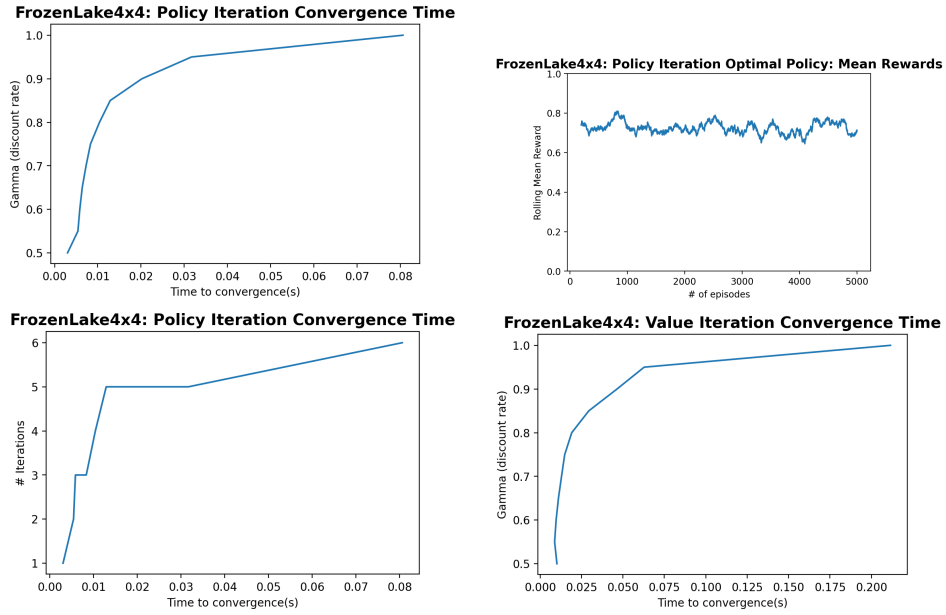 FrozenLake4x4: Policy Iteration Convergence Time
1.0
0.9
0.8
0.7
0.6
0.5
Gamma (discount rate)
0.00 0.01 0.02 0.03 0.04 0.05 0.06 0.07 0.08
Time to convergence(s)
FrozenLake4x4: Policy Iteration Optimal Policy: Mean Rewards
1.0
0.8
0.6
0.4
0.2
0.0
Rolling Mean Reward
0 1000 2000 3000 4000 5000
# of episodes
FrozenLake4x4: Policy Iteration Convergence Time
6
5
4
3
2
1
# Iterations
0.00 0.01 0.02 0.03 0.04 0.05 0.06 0.07 0.08
Time to convergence(s)
FrozenLake4x4: Value Iteration Convergence Time
1.0
0.9
0.8
0.7
0.6
0.5
Gamma (discount rate)
0.000 0.025 0.050 0.075 0.100 0.125 0.150 0.175 0.200
Time to convergence(s)